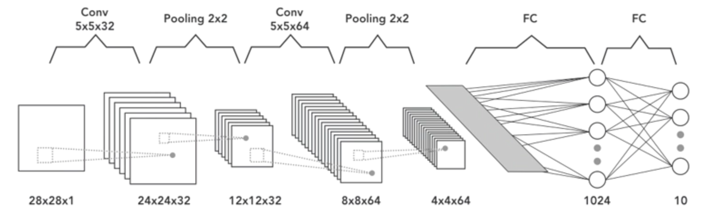 Conv
5x5x32
Pooling 2x2
Conv
5x5x64
Pooling 2x2
FC
FC
28x28x1
24x24x32
12x12x32
8x8x64
4x4x64
1024
10